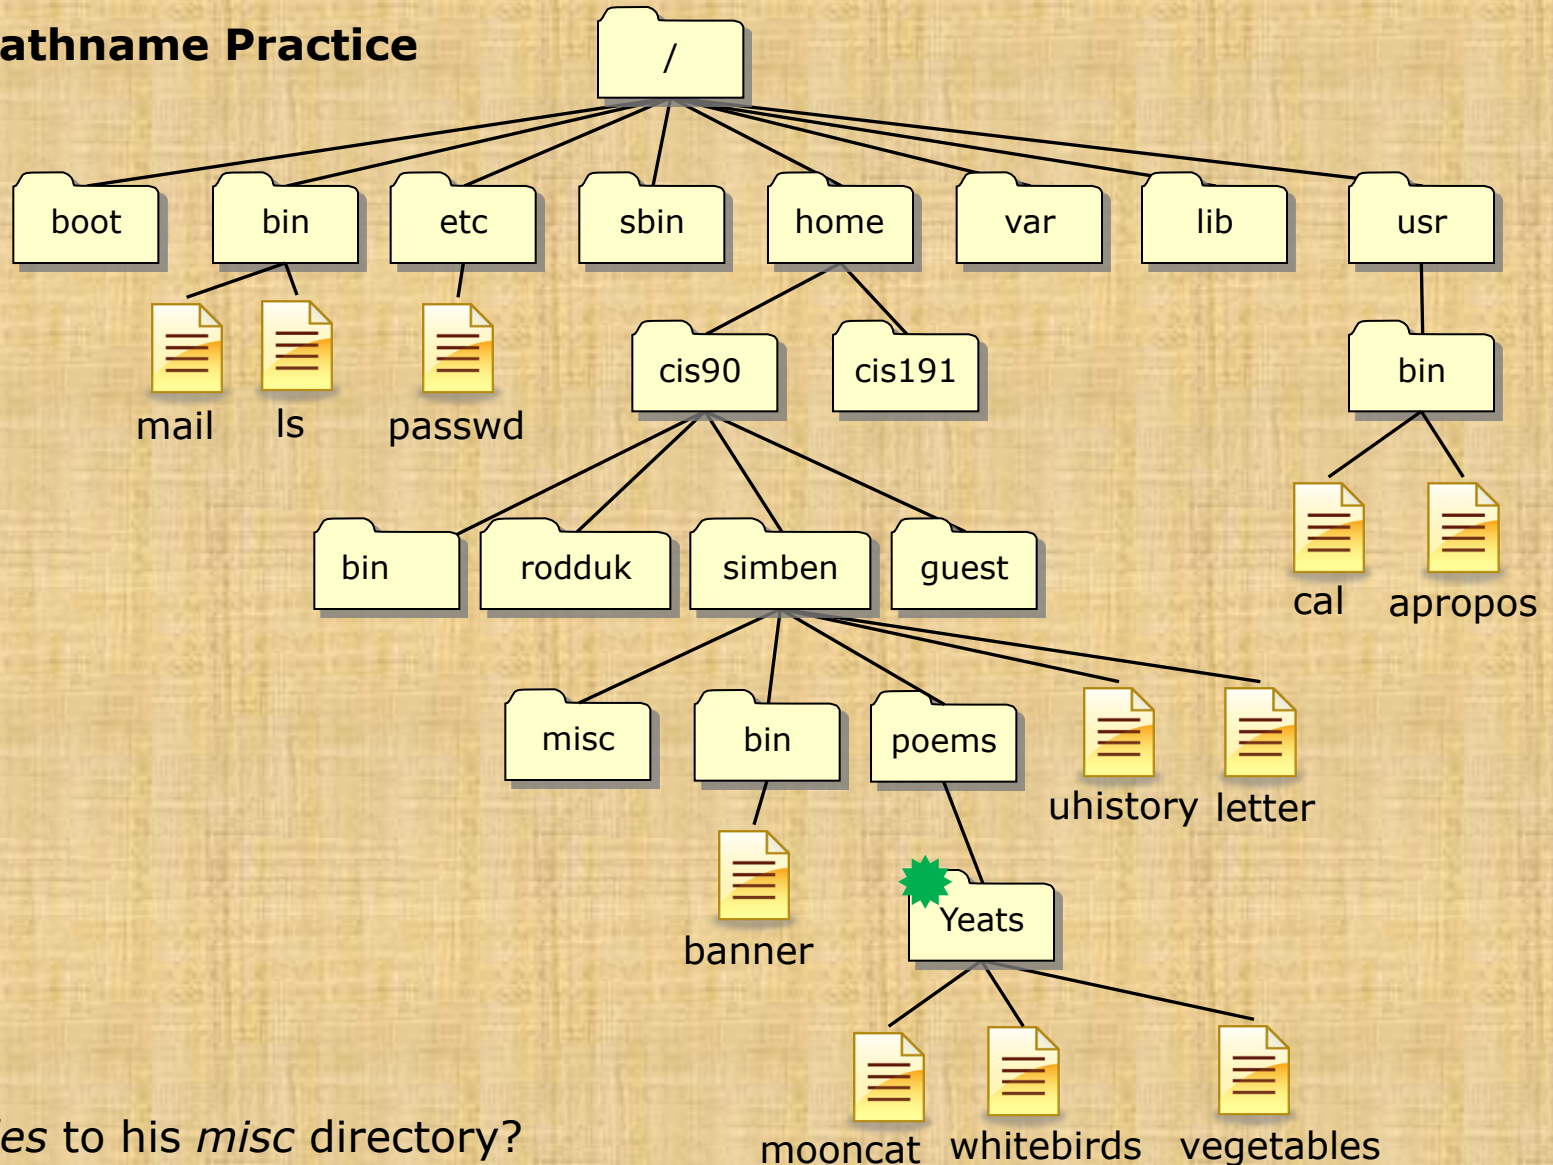 athname Practice
/
boot bin etc sbin home var lib usr
mail ls passwd
cis90 cis191 bin
bin rodduk simben guest
cal apropos
misc bin poems
uhistory letter
banner
Yeats
es to his misc directory?
mooncat whitebirds vegetables